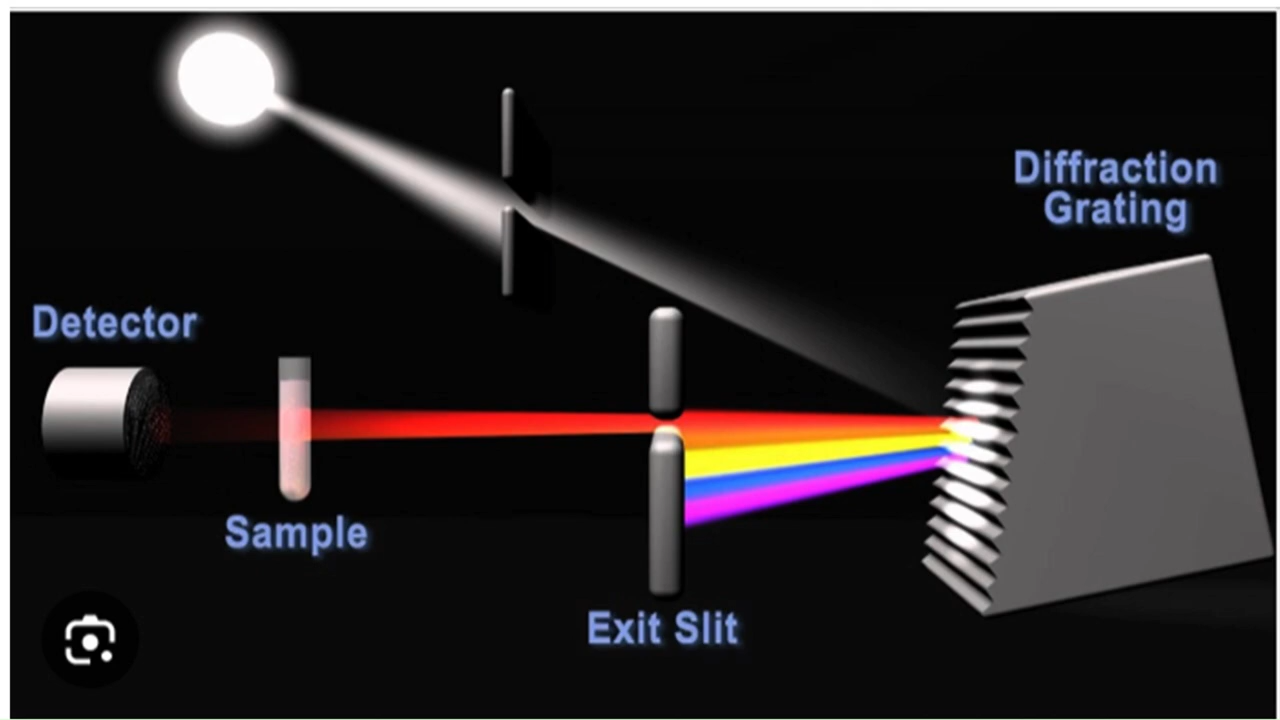 Diffraction
Grating
Detector
Sample
Exit Slit